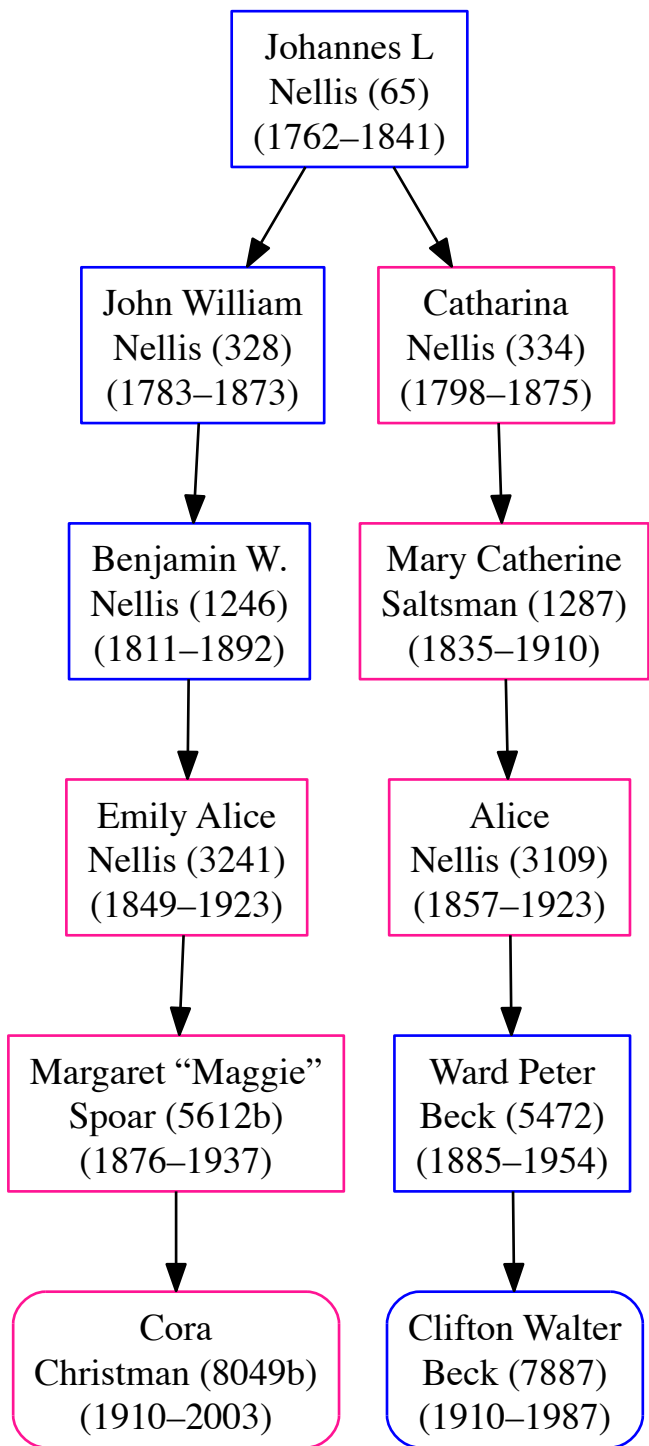 Johannes L
Nellis (65)
(1762–1841)
John William
Nellis (328)
(1783–1873)
Catharina
Nellis (334)
(1798–1875)
Benjamin W.
Nellis (1246)
(1811–1892)
Mary Catherine
Saltsman (1287)
(1835–1910)
Emily Alice
Nellis (3241)
(1849–1923)
Alice
Nellis (3109)
(1857–1923)
Margaret “Maggie”
Spoar (5612b)
(1876–1937)
Ward Peter
Beck (5472)
(1885–1954)
Cora
Christman (8049b)
(1910–2003)
Clifton Walter
Beck (7887)
(1910–1987)